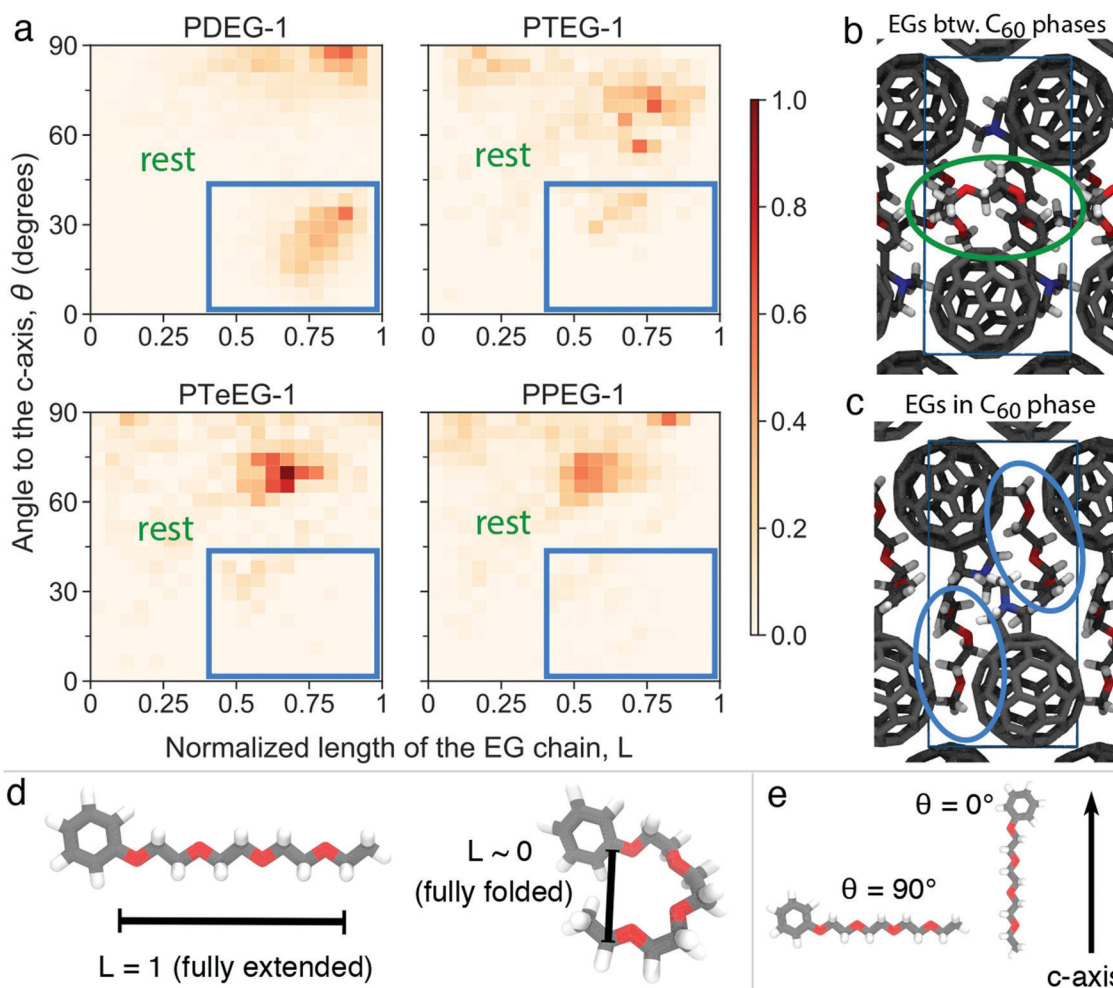 a
PDEG-1
PTEG-1
90
60
30
0
rest
rest
0 0.25 0.5 0.75 1
0 0.25 0.5 0.75 1
PTeEG-1
PPEG-1
90
60
30
0
rest
rest
0 0.25 0.5 0.75 1
0 0.25 0.5 0.75 1
Angle to the c-axis, θ (degrees)
Normalized length of the EG chain, L
1.0
0.8
0.6
0.4
0.2
0.0
b EGs btw. C60 phases
c EGs in C60 phase
d
L = 1 (fully extended)
L ~ 0
(fully folded)
e
θ = 0°
θ = 90°
c-axis